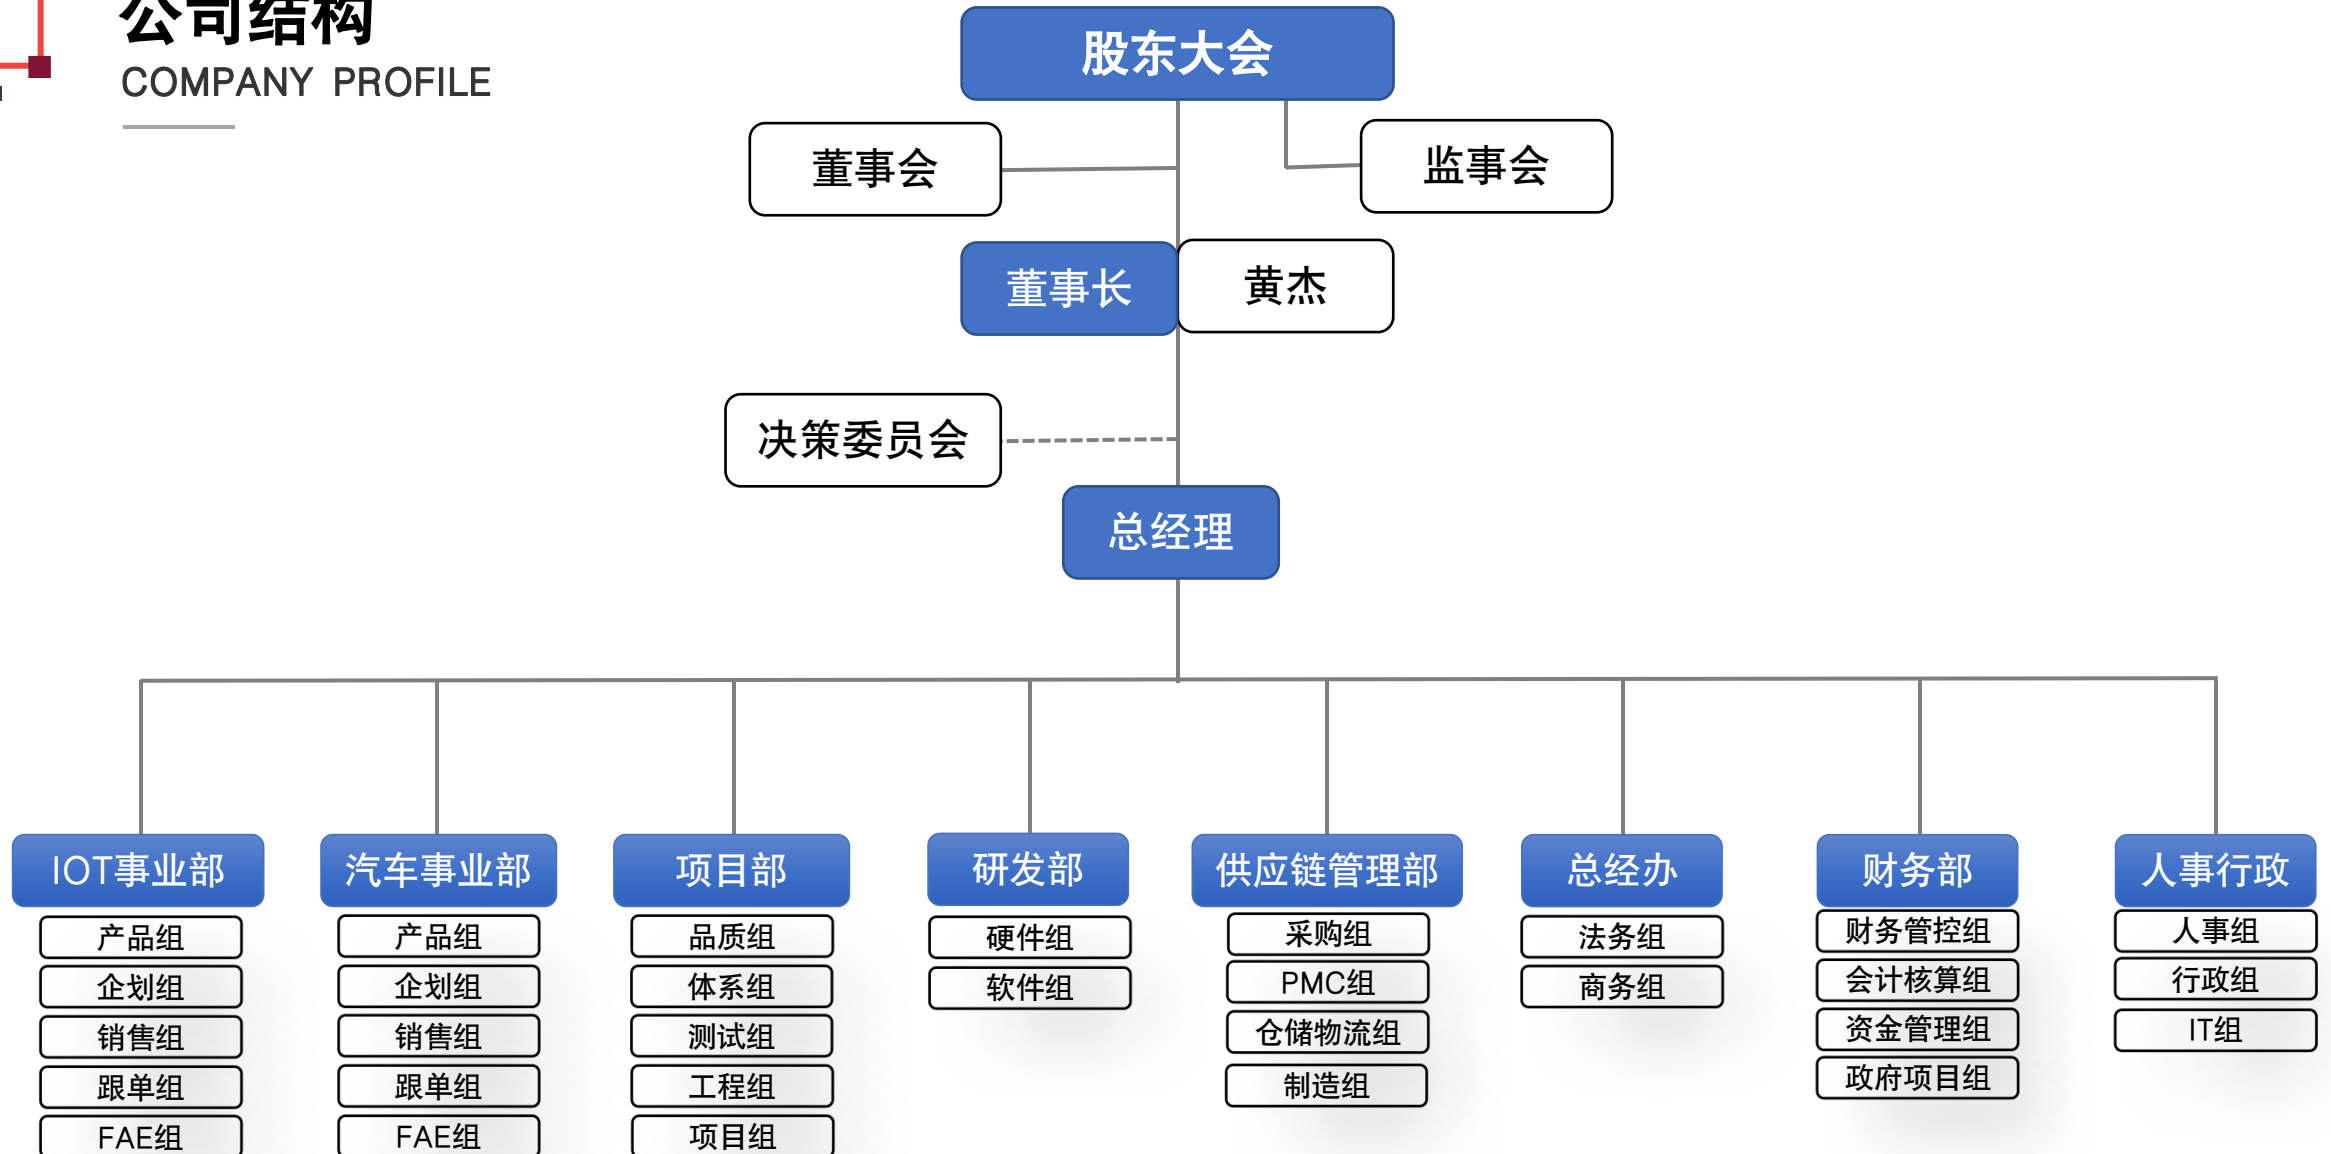 公司结构
COMPANY PROFILE
股东大会
董事会
监事会
董事长
黄杰
决策委员会
总经理
IOT事业部
产品组
企划组
销售组
跟单组
FAE组
汽车事业部
产品组
企划组
销售组
跟单组
FAE组
项目部
品质组
体系组
测试组
工程组
项目组
研发部
硬件组
软件组
供应链管理部
采购组
PMC组
仓储物流组
制造组
总经办
法务组
商务组
财务部
财务管控组
会计核算组
资金管理组
政府项目组
人事行政
人事组
行政组
IT组